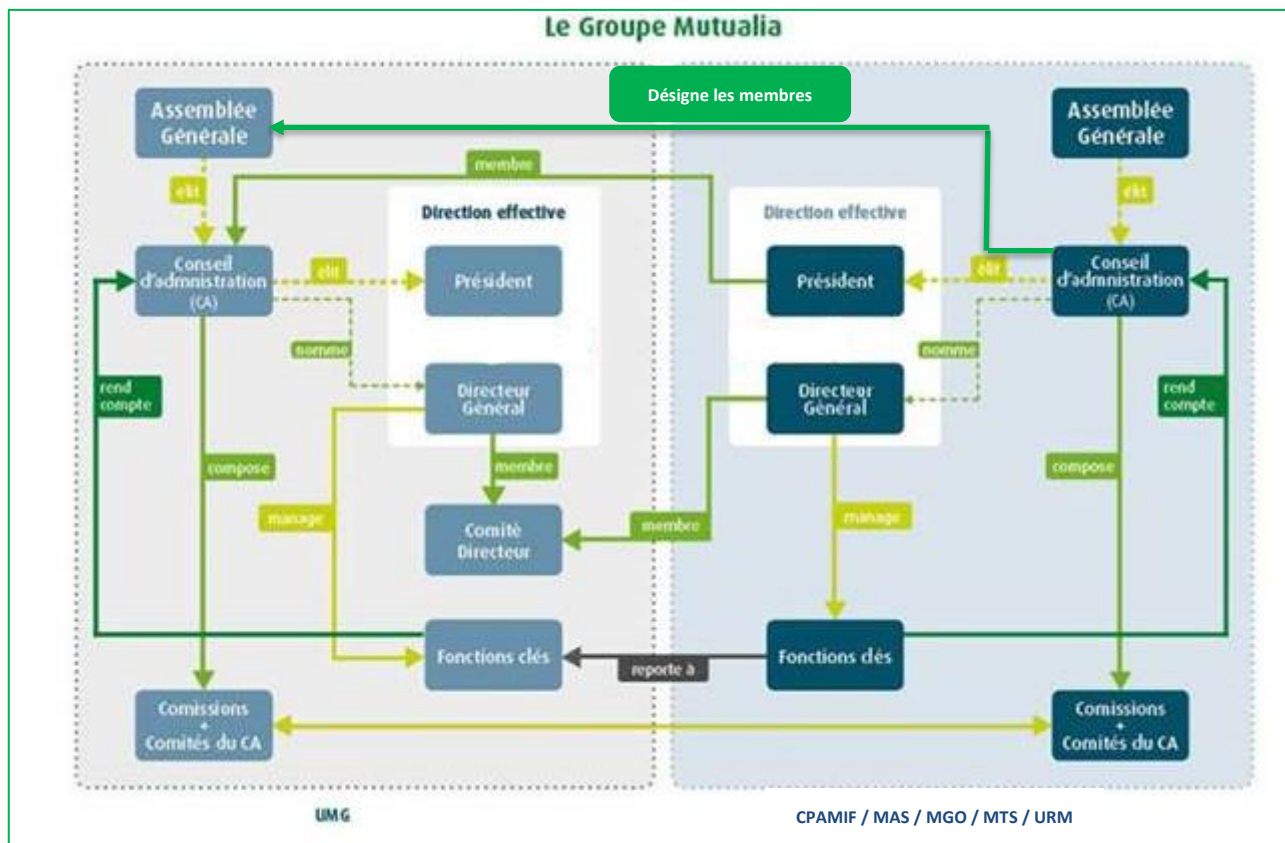 Le Groupe Mutualia
Désigne les membres
Assemblée
Générale
Assemblée
Générale
membre
élit
élit
Direction effective
Direction effective
Conseil
d'admnistration
(CA)
élit
Président
Président
élit
Conseil
d'admnistration
(CA)
nomme
nomme
rend
compte
Directeur
Général
Directeur
Général
rend
compte
compose
membre
compose
manage
Comité
Directeur
membre
manage
Fonctions clés
reporte à
Fonctions clés
Comissions
+
Comités du CA
Comissions
+
Comités du CA
UMG
CPAMIF / MAS / MGO / MTS / URM